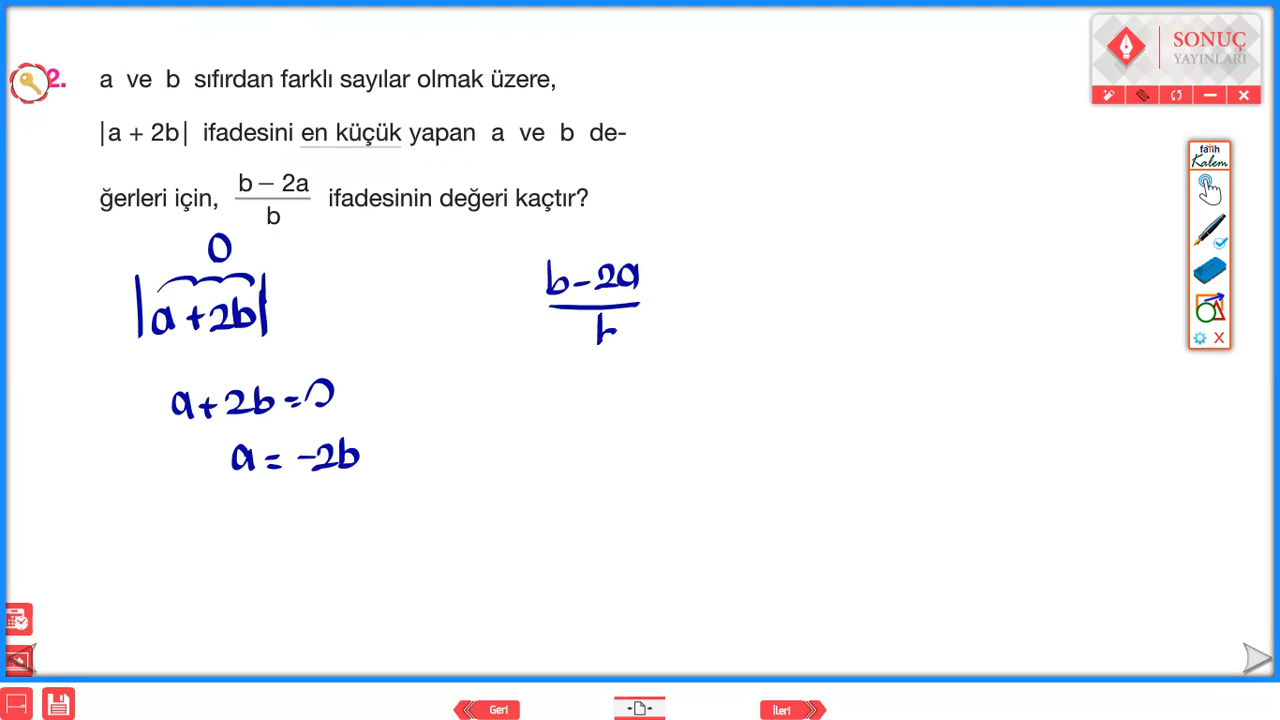 2. a ve b sıfırdan farklı sayılar olmak üzere,
|a + 2b| ifadesini en küçük yapan a ve b de-
ğerleri için, (b – 2a)/b ifadesinin değeri kaçtır?
0
|a + 2b|
a + 2b = 0
a = -2b
b - 2a
SONUÇ
YAYINLARI
fatih
Kalem
Geri
İleri